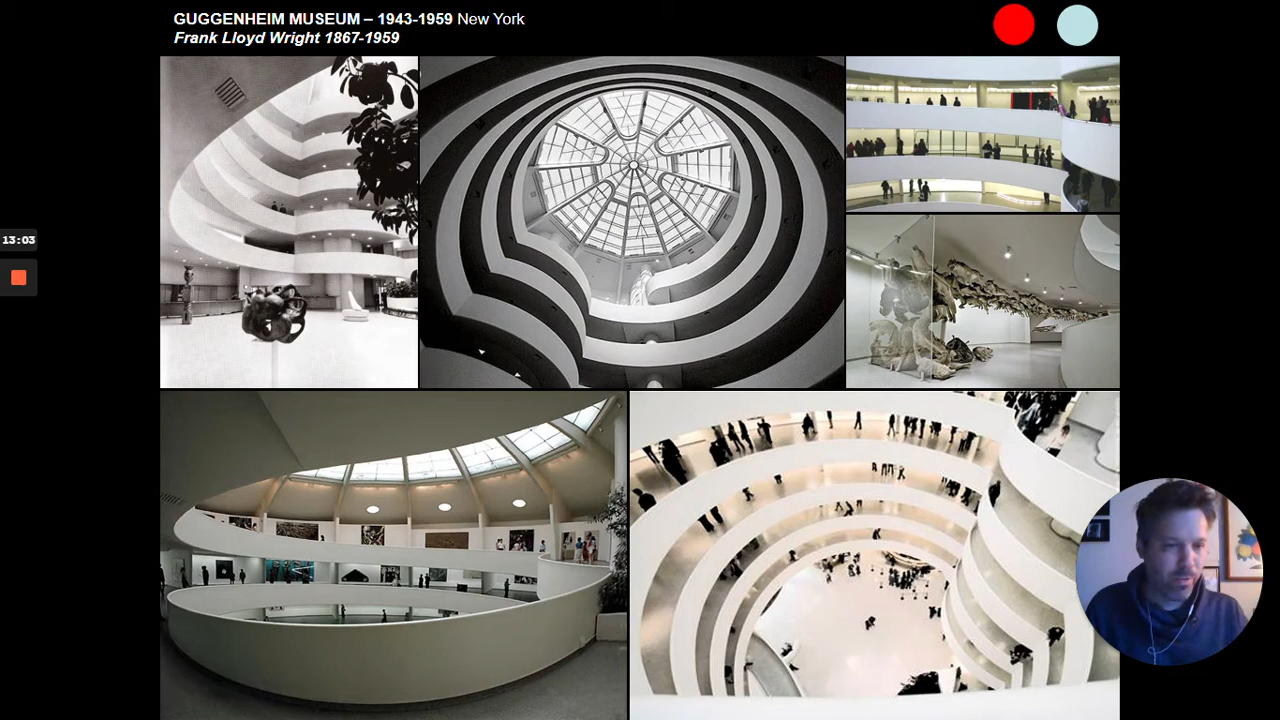 GUGGENHEIM MUSEUM – 1943-1959 New York
Frank Lloyd Wright 1867-1959
13:03